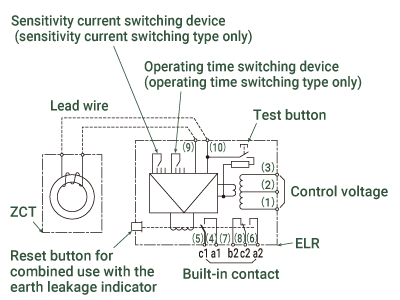 Sensitivity current switching device
(sensitivity current switching type only)
Operating time switching device
(operating time switching type only)
Lead wire
Test button
(9) (10)
(3)
(2)
(1)
Control voltage
ZCT
Reset button for
combined use with the
earth leakage indicator
(5) (4) (7) (8) (6)
c1 a1 b2 c2 a2
ELR
Built-in contact